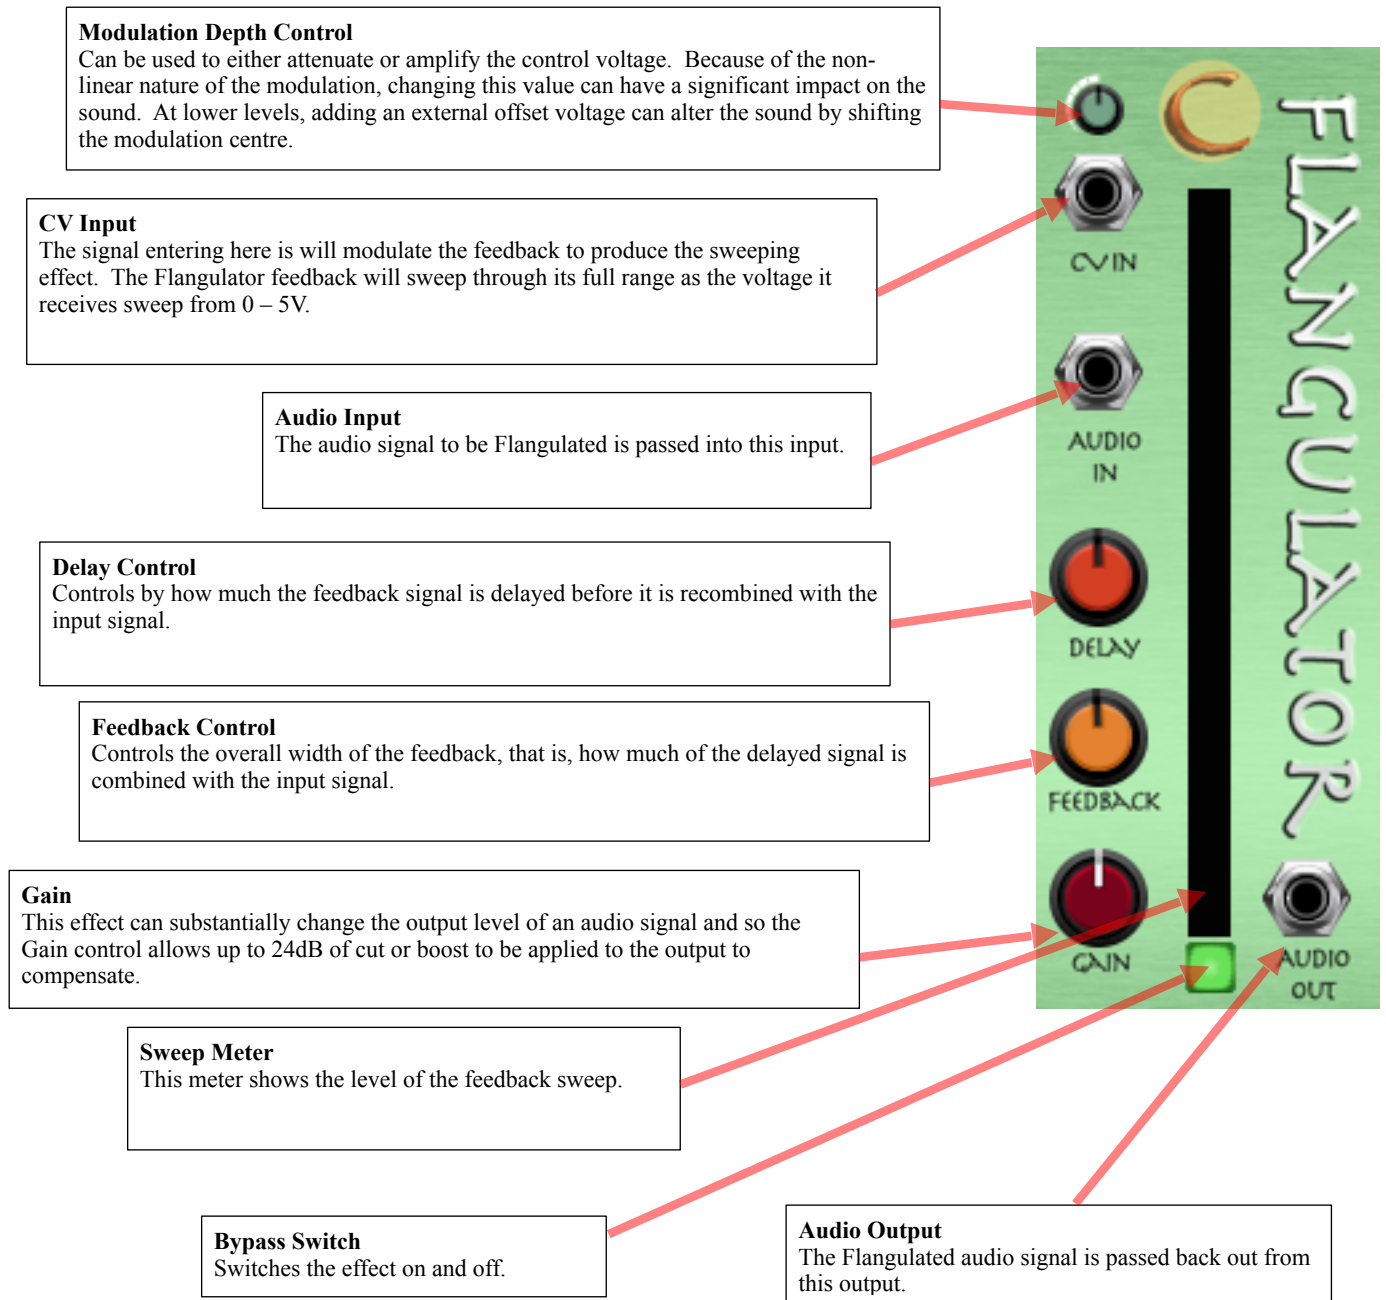 Modulation Depth Control
Can be used to either attenuate or amplify the control voltage.  Because of the non-
linear nature of the modulation, changing this value can have a significant impact on the
sound.  At lower levels, adding an external offset voltage can alter the sound by shifting
the modulation centre.
CV Input
The signal entering here is will modulate the feedback to produce the sweeping
effect.  The Flangulator feedback will sweep through its full range as the voltage it
receives sweep from 0 – 5V.
Audio Input
The audio signal to be Flangulated is passed into this input.
Delay Control
Controls by how much the feedback signal is delayed before it is recombined with the
input signal.
Feedback Control
Controls the overall width of the feedback, that is, how much of the delayed signal is
combined with the input signal.
Gain
This effect can substantially change the output level of an audio signal and so the
Gain control allows up to 24dB of cut or boost to be applied to the output to
compensate.
Sweep Meter
This meter shows the level of the feedback sweep.
Bypass Switch
Switches the effect on and off.
Audio Output
The Flangulated audio signal is passed back out from
this output.
C
FLANGULATOR
CV IN
AUDIO
IN
DELAY
FEEDBACK
GAIN
AUDIO
OUT